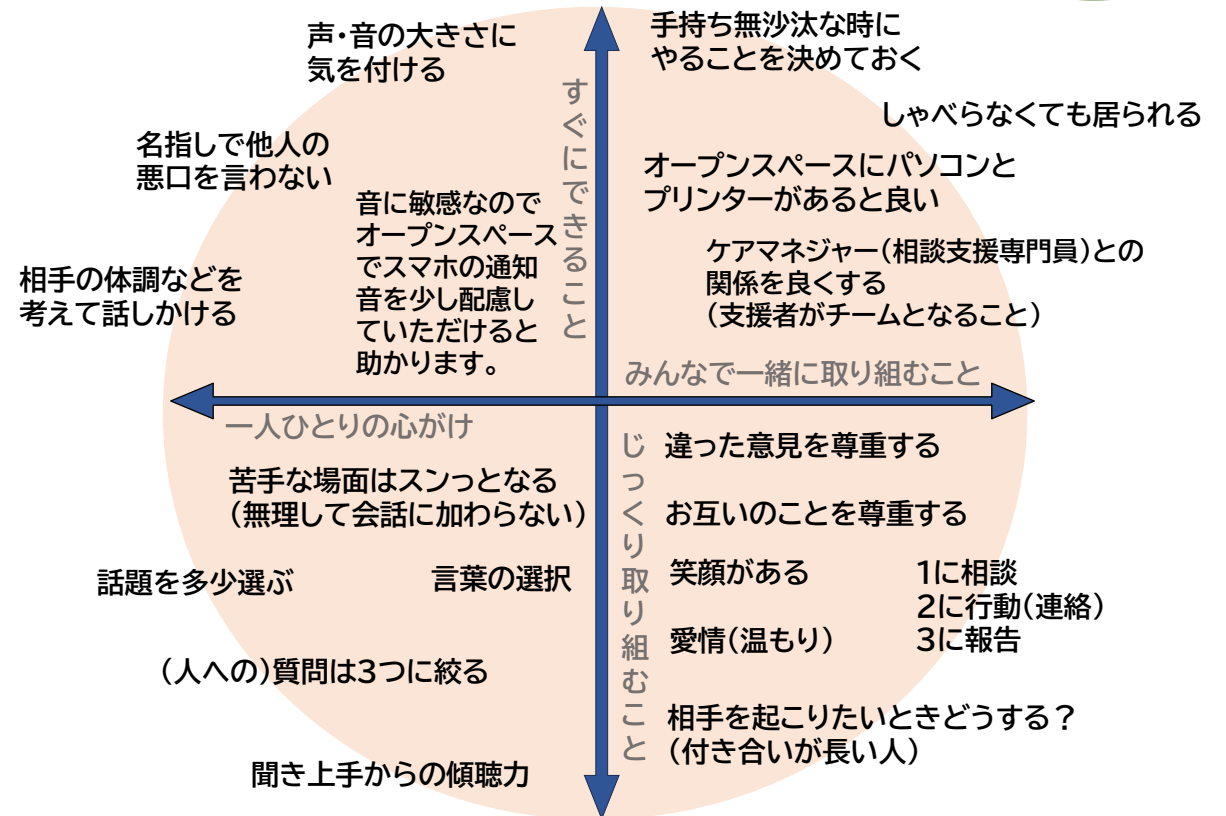 声・音の大きさに
気を付ける
名指しで他人の
悪口を言わない
音に敏感なので
オープンスペース
でスマホの通知
音を少し配慮し
ていただけると
助かります。
相手の体調などを
考えて話しかける
すぐにできること
手持ち無沙汰な時に
やることを決めておく
しゃべらなくても居られる
オープンスペースにパソコンと
プリンターがあると良い
ケアマネジャー(相談支援専門員)との
関係を良くする
(支援者がチームとなること)
みんなで一緒に取り組むこと
一人ひとりの心がけ
苦手な場面はスンっとなる
(無理して会話に加わらない)
話題を多少選ぶ
言葉の選択
(人への)質問は3つに絞る
聞き上手からの傾聴力
じっくり取り組むこと
違った意見を尊重する
お互いのことを尊重する
笑顔がある
愛情(温もり)
1に相談
2に行動(連絡)
3に報告
相手を起こりたいときどうする?
(付き合いが長い人)